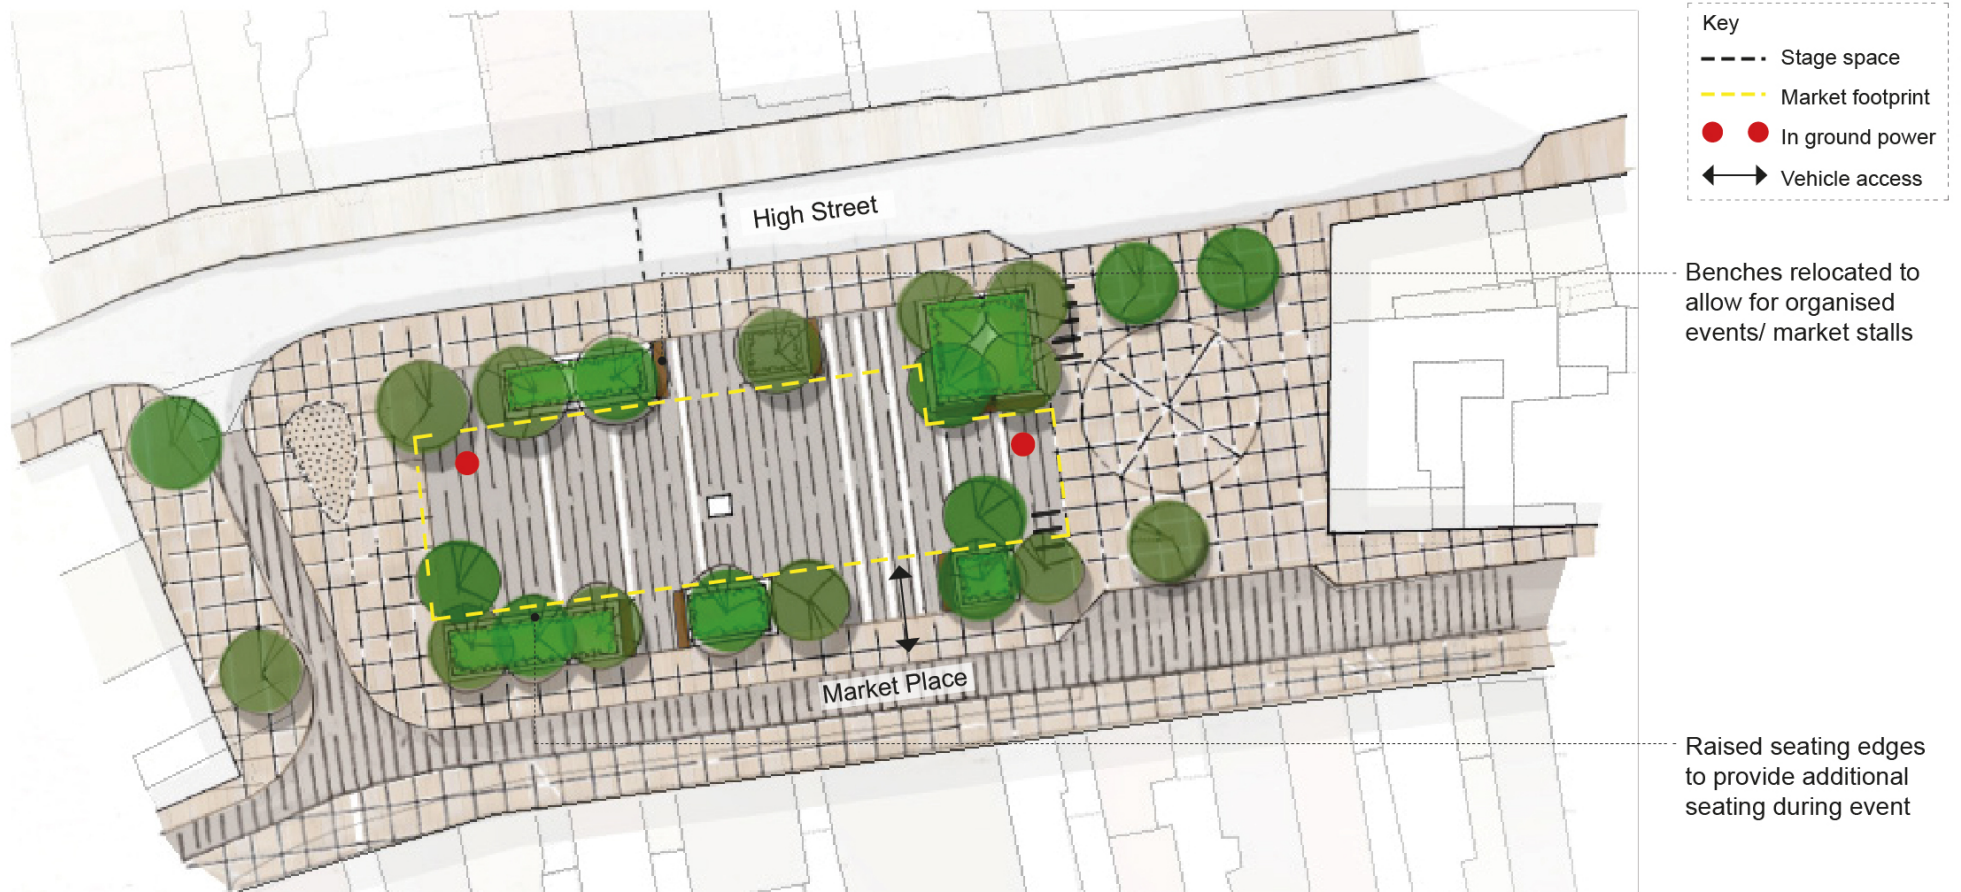 Key
Stage space
Market footprint
In ground power
Vehicle access
High Street
Benches relocated to
allow for organised
events/ market stalls
Market Place
Raised seating edges
to provide additional
seating during event